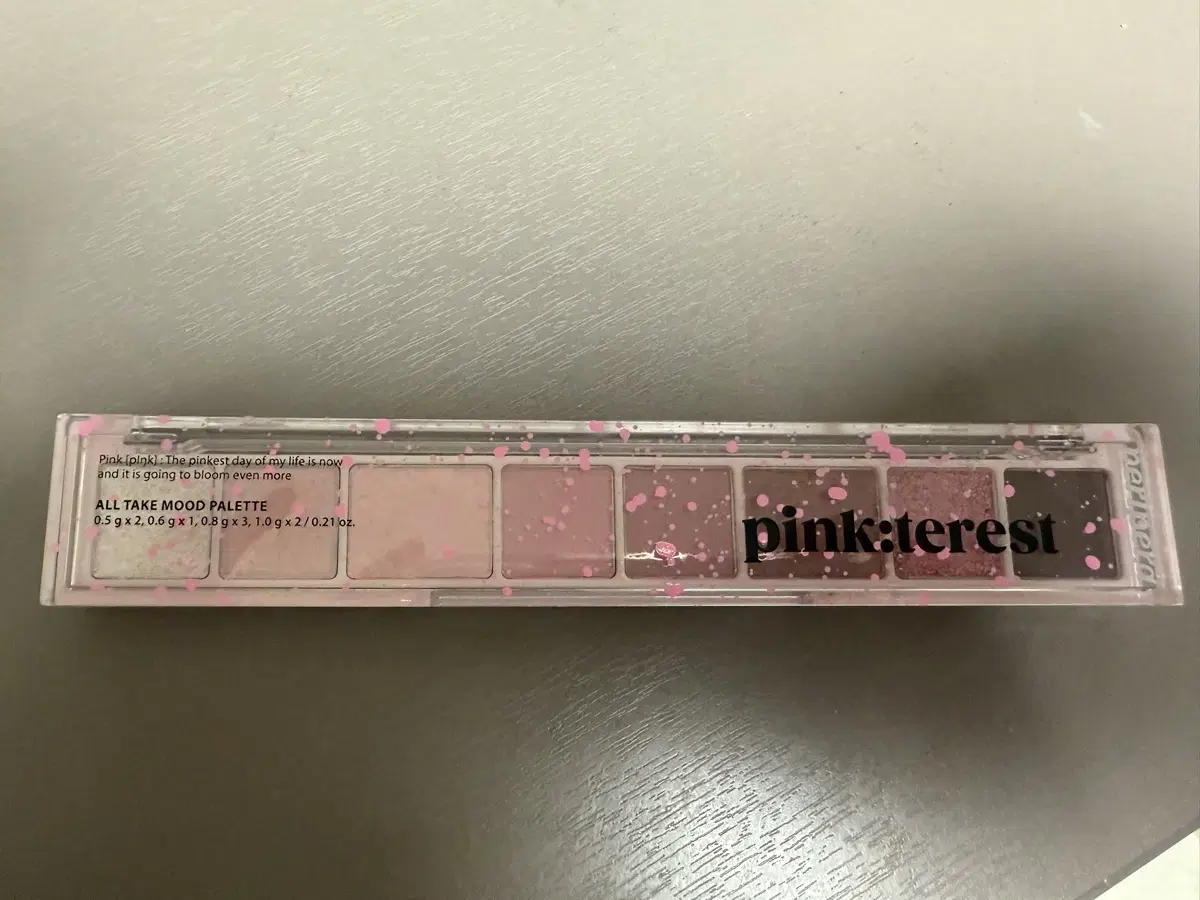 Pink [pɪŋk] : The pinkest day of my life is now
and it is going to bloom even more
ALL TAKE MOOD PALETTE
0.5 g x 2, 0.6 g x 1, 0.8 g x 3, 1.0 g x 2 / 0.21 oz.
pink:terest
peripera